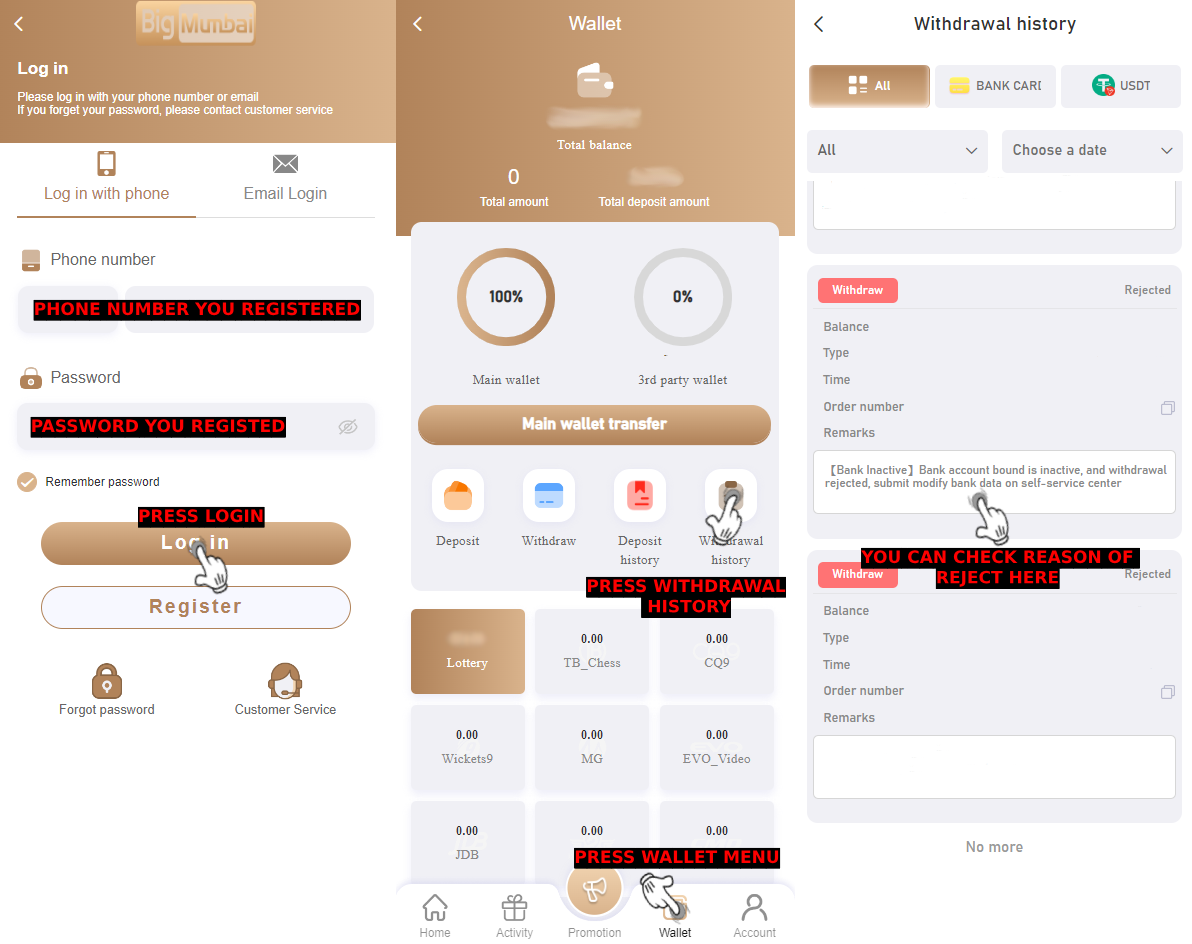 Big Mumbai
Log in
Please log in with your phone number or email
If you forget your password, please contact customer service
Log in with phone
Email Login
Phone number
PHONE NUMBER YOU REGISTERED
Password
PASSWORD YOU REGISTED
Remember password
PRESS LOGIN
Log in
Register
Forgot password
Customer Service
Wallet
Total balance
0
Total amount
Total deposit amount
100%
0%
Main wallet
3rd party wallet
Main wallet transfer
Deposit
Withdraw
Deposit history
Withdrawal history
PRESS WITHDRAWAL
HISTORY
Lottery
0.00
TB_Chess
0.00
CQ9
0.00
Wickets9
0.00
MG
0.00
EVO_Video
0.00
JDB
0.00
0.00
PRESS WALLET MENU
Home
Activity
Promotion
Wallet
Account
Withdrawal history
All
BANK CARI
USDT
All
Choose a date
Withdraw
Rejected
Balance
Type
Time
Order number
Remarks
【Bank Inactive】Bank account bound is inactive, and withdrawal
rejected, submit modify bank data on self-service center
YOU CAN CHECK REASON OF
REJECT HERE
Withdraw
Rejected
Balance
Type
Time
Order number
Remarks
No more